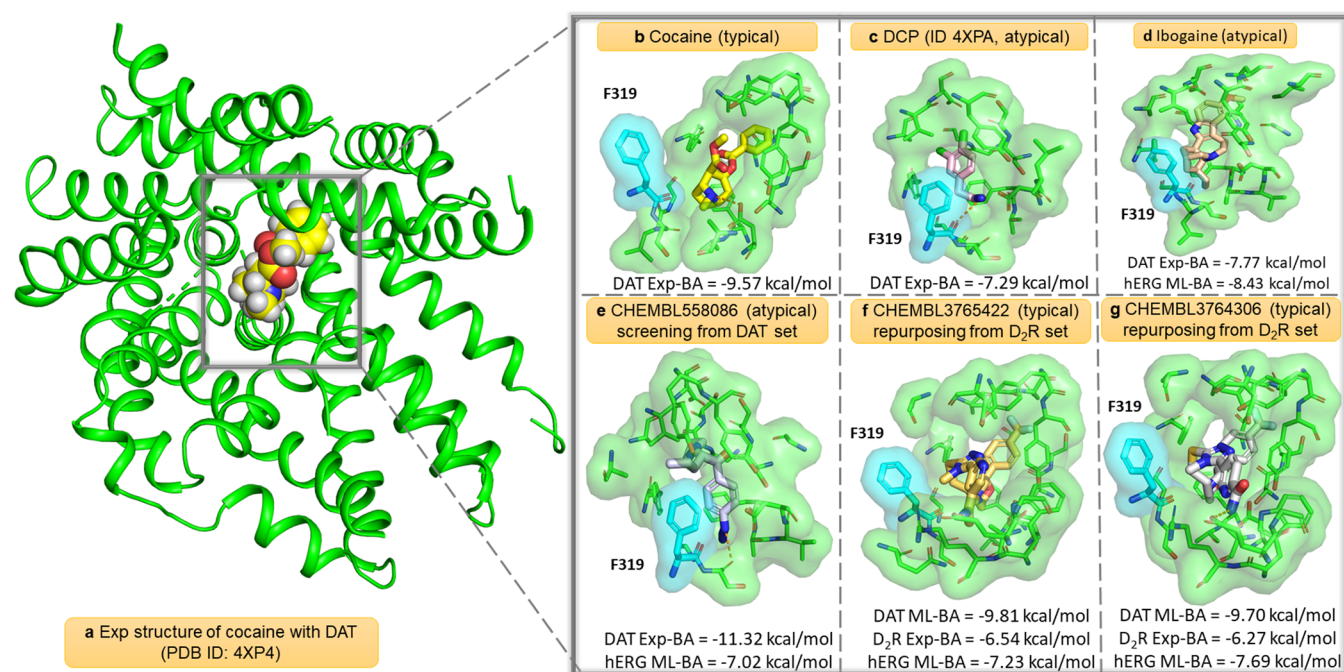 b Cocaine (typical)
F319
DAT Exp-BA = -9.57 kcal/mol
c DCP (ID 4XPA, atypical)
F319
DAT Exp-BA = -7.29 kcal/mol
d Ibogaine (atypical)
F319
DAT Exp-BA = -7.77 kcal/mol
hERG ML-BA = -8.43 kcal/mol
e CHEMBL558086 (atypical)
screening from DAT set
F319
DAT Exp-BA = -11.32 kcal/mol
hERG ML-BA = -7.02 kcal/mol
f CHEMBL3765422 (typical)
repurposing from D₂R set
F319
DAT ML-BA = -9.81 kcal/mol
D₂R Exp-BA = -6.54 kcal/mol
hERG ML-BA = -7.23 kcal/mol
g CHEMBL3764306 (typical)
repurposing from D₂R set
F319
DAT ML-BA = -9.70 kcal/mol
D₂R Exp-BA = -6.27 kcal/mol
hERG ML-BA = -7.69 kcal/mol
a Exp structure of cocaine with DAT
(PDB ID: 4XP4)